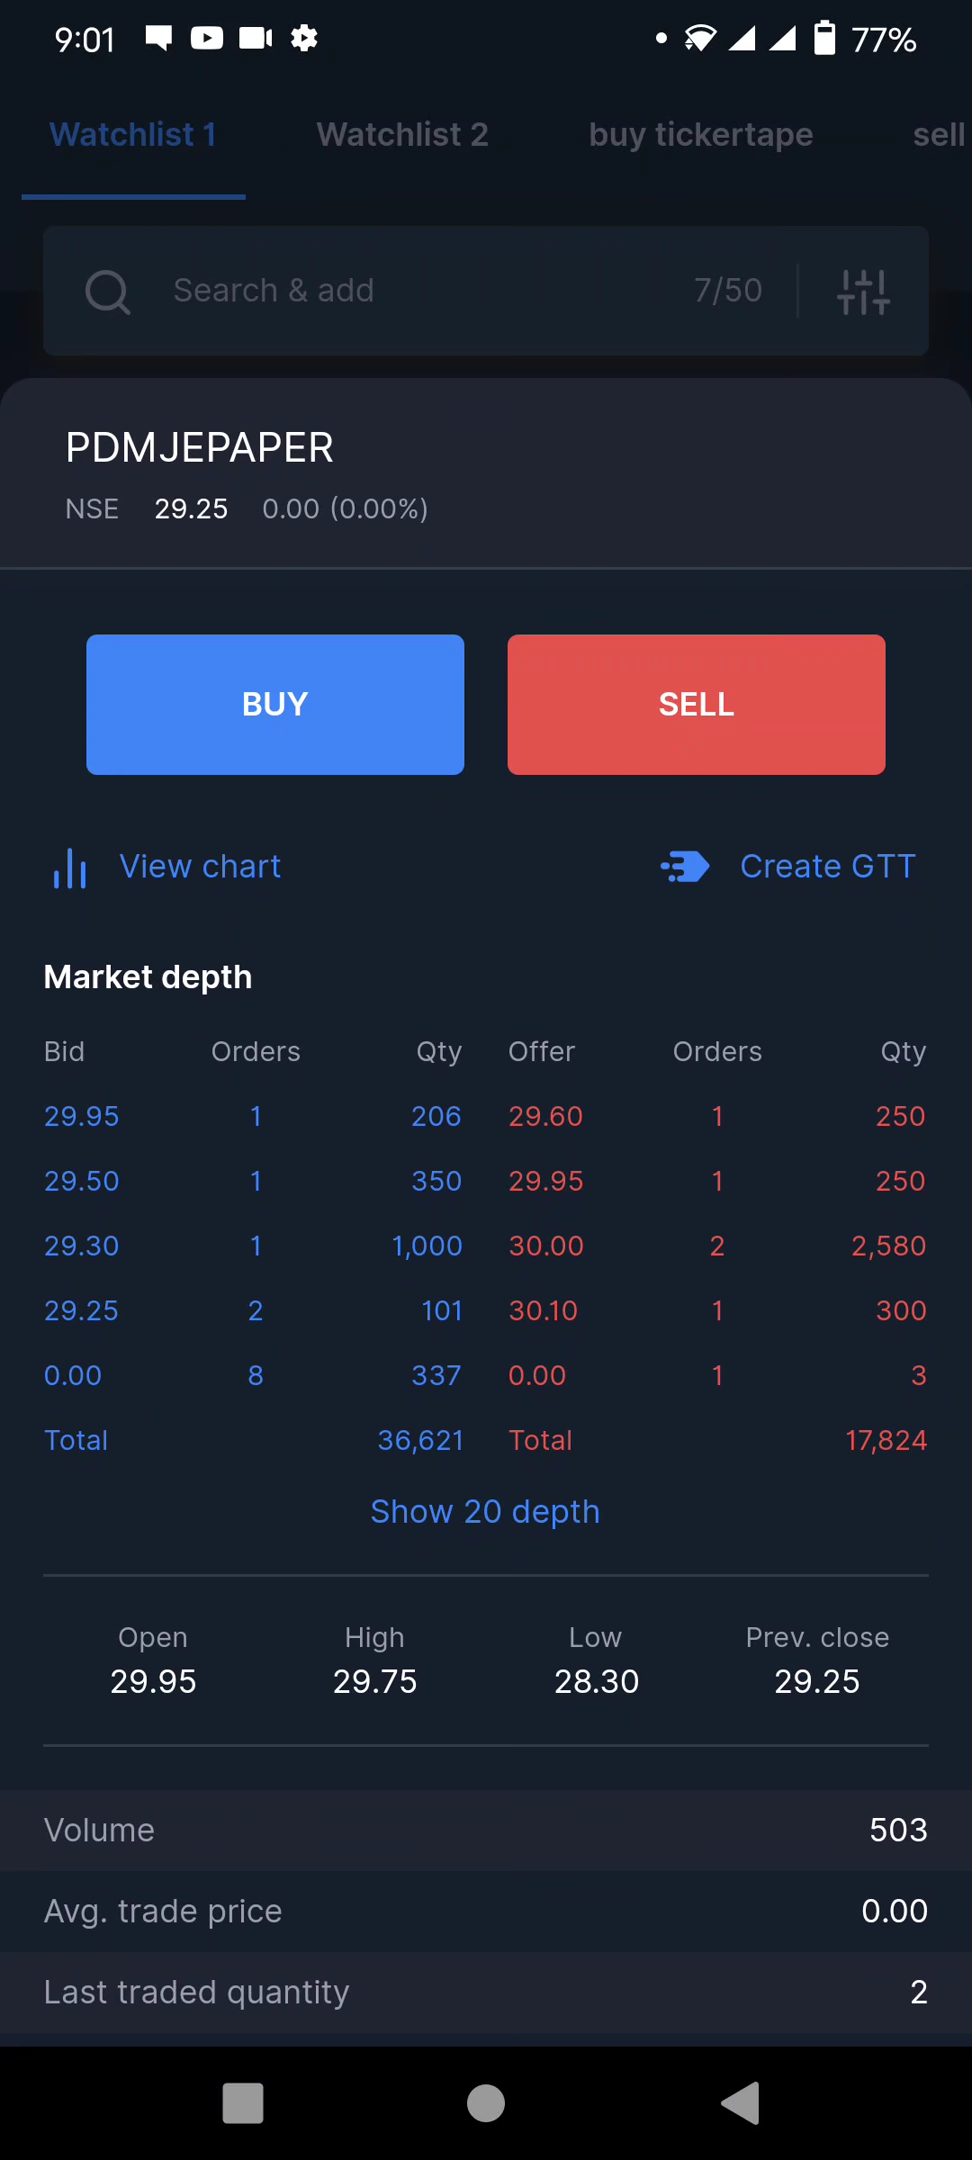 9:01 77%
Watchlist 1 Watchlist 2 buy tickertape sell
Search & add 7/50
PDMJEPAPER
NSE 29.25 0.00 (0.00%)
BUY SELL
View chart Create GTT
Market depth
Bid Orders Qty Offer Orders Qty
29.95 1 206 29.60 1 250
29.50 1 350 29.95 1 250
29.30 1 1,000 30.00 2 2,580
29.25 2 101 30.10 1 300
0.00 8 337 0.00 1 3
Total 36,621 Total 17,824
Show 20 depth
Open High Low Prev. close
29.95 29.75 28.30 29.25
Volume 503
Avg. trade price 0.00
Last traded quantity 2